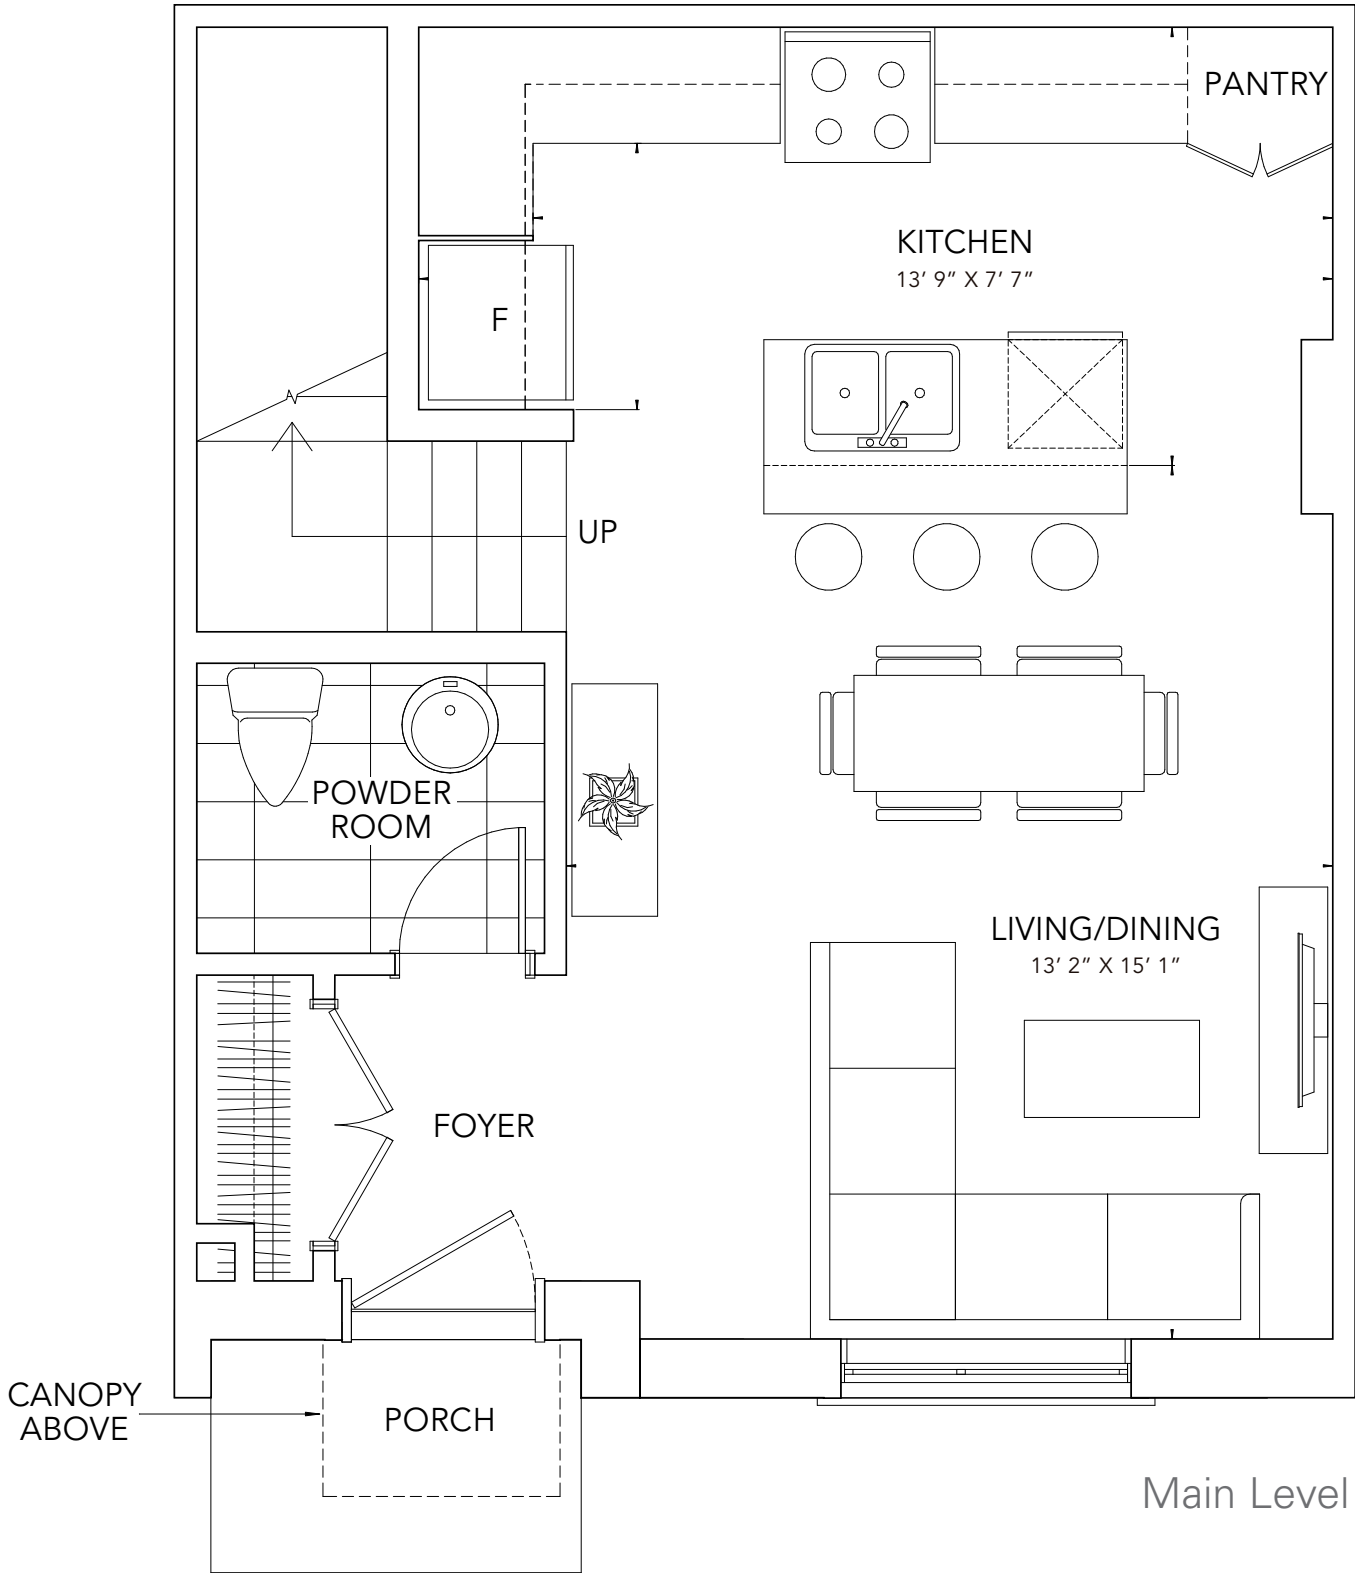 PANTRY
KITCHEN
13’ 9” X 7’ 7”
F
UP
POWDER
ROOM
LIVING/DINING
13’ 2” X 15’ 1”
FOYER
CANOPY
ABOVE
PORCH
Main Level